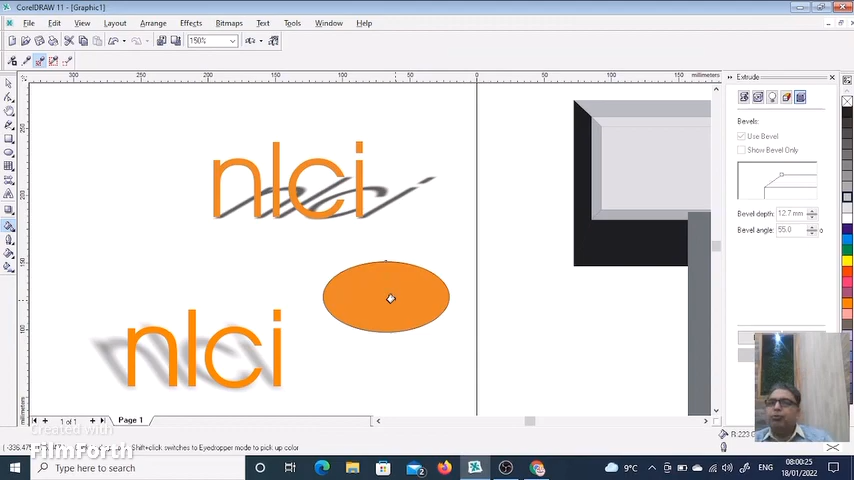 CorelDRAW 11 - [Graphic1]
File Edit View Layout Arrange Effects Bitmaps Text Tools Window Help
150%
300 250 200 150 100 50 0 50 100 150 millimeters
Extrude
Bevels:
Use Bevel
Show Bevel Only
Bevel depth: 12.7 mm
Bevel angle: 55.0 o
nlci
nlci
1 of 1
Page 1
Shift+click switches to Eyedropper mode to pick up color
Created with
FilmForth
Type here to search
9°C
ENG
08:00:25
18/01/2022